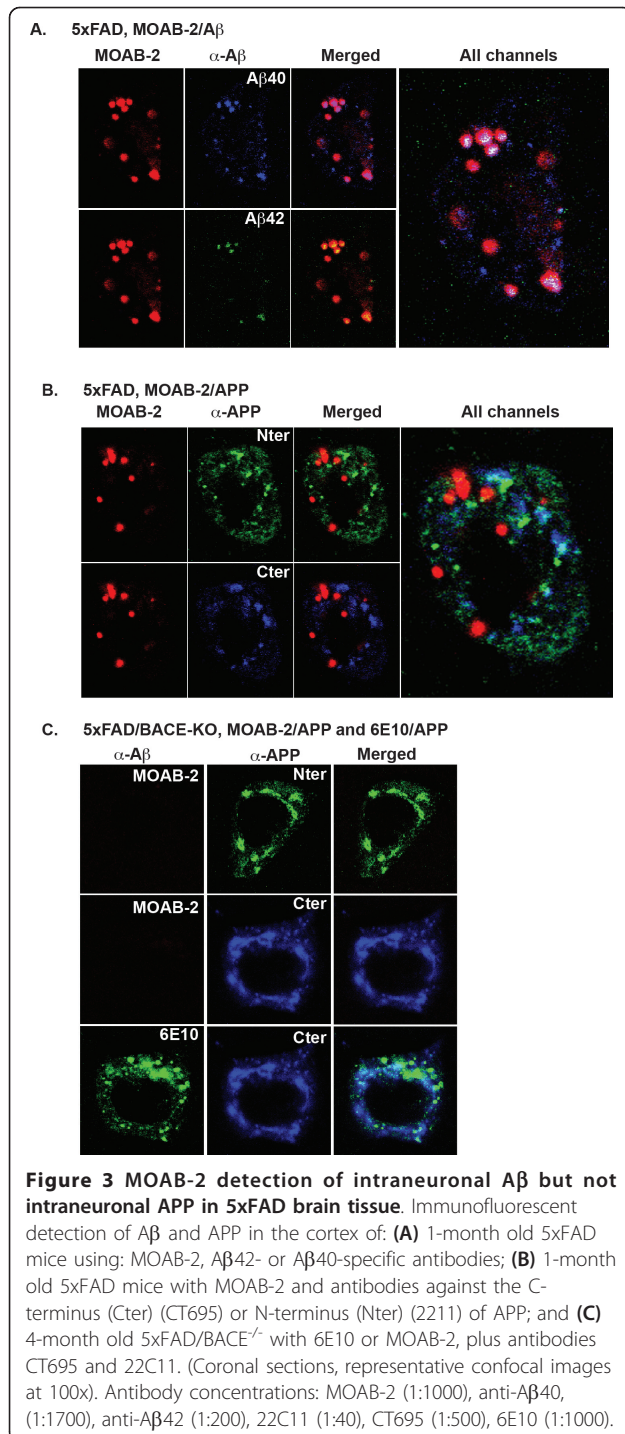 A. 5xFAD, MOAB-2/Aβ
MOAB-2 α-Aβ Merged All channels
Aβ40
Aβ42
B. 5xFAD, MOAB-2/APP
MOAB-2 α-APP Merged All channels
Nter
Cter
C. 5xFAD/BACE-KO, MOAB-2/APP and 6E10/APP
α-Aβ α-APP Merged
MOAB-2 Nter
MOAB-2 Cter
6E10 Cter
Figure 3 MOAB-2 detection of intraneuronal Aβ but not
intraneuronal APP in 5xFAD brain tissue. Immunofluorescent
detection of Aβ and APP in the cortex of: (A) 1-month old 5xFAD
mice using: MOAB-2, Aβ42- or Aβ40-specific antibodies; (B) 1-month
old 5xFAD mice with MOAB-2 and antibodies against the C-
terminus (Cter) (CT695) or N-terminus (Nter) (2211) of APP; and (C)
4-month old 5xFAD/BACE-/- with 6E10 or MOAB-2, plus antibodies
CT695 and 22C11. (Coronal sections, representative confocal images
at 100x). Antibody concentrations: MOAB-2 (1:1000), anti-Aβ40,
(1:1700), anti-Aβ42 (1:200), 22C11 (1:40), CT695 (1:500), 6E10 (1:1000).